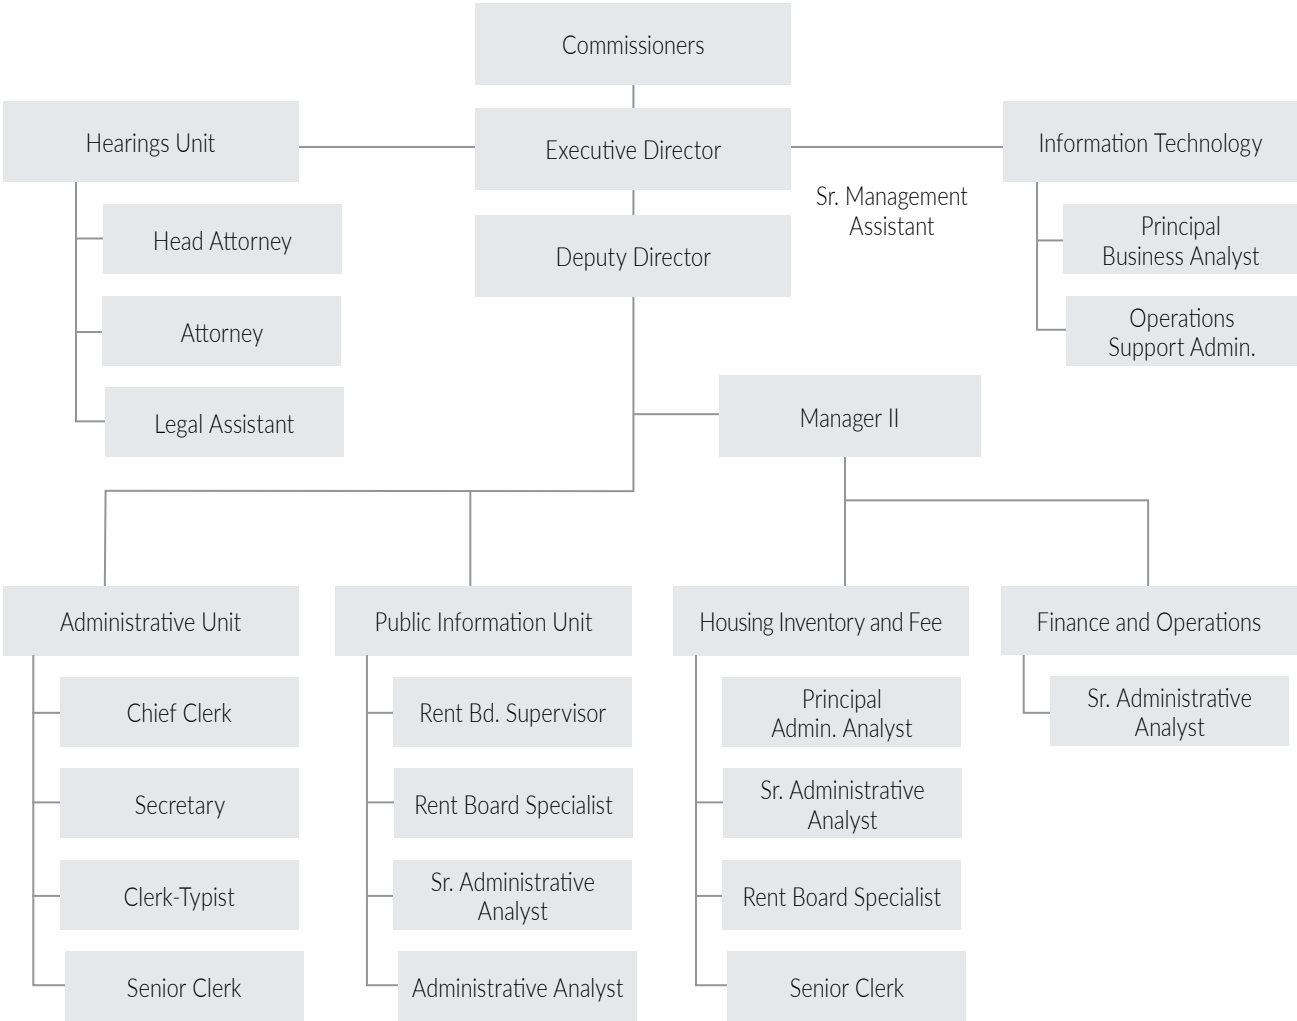 Commissioners
Hearings Unit
Executive Director
Information Technology
Sr. Management
Assistant
Head Attorney
Deputy Director
Principal
Business Analyst
Attorney
Operations
Support Admin.
Legal Assistant
Manager II
Administrative Unit
Public Information Unit
Housing Inventory and Fee
Finance and Operations
Chief Clerk
Rent Bd. Supervisor
Principal
Admin. Analyst
Sr. Administrative
Analyst
Secretary
Rent Board Specialist
Sr. Administrative
Analyst
Clerk-Typist
Sr. Administrative
Analyst
Rent Board Specialist
Senior Clerk
Administrative Analyst
Senior Clerk